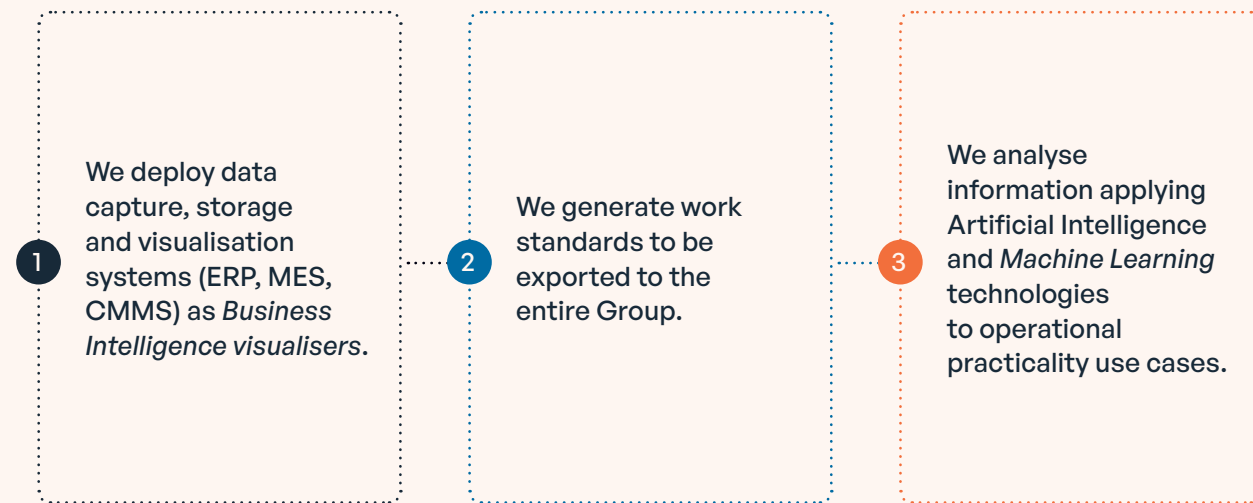 1
We deploy data
capture, storage
and visualisation
systems (ERP, MES,
CMMS) as Business
Intelligence visualisers.
2
We generate work
standards to be
exported to the
entire Group.
3
We analyse
information applying
Artificial Intelligence
and Machine Learning
technologies
to operational
practicality use cases.